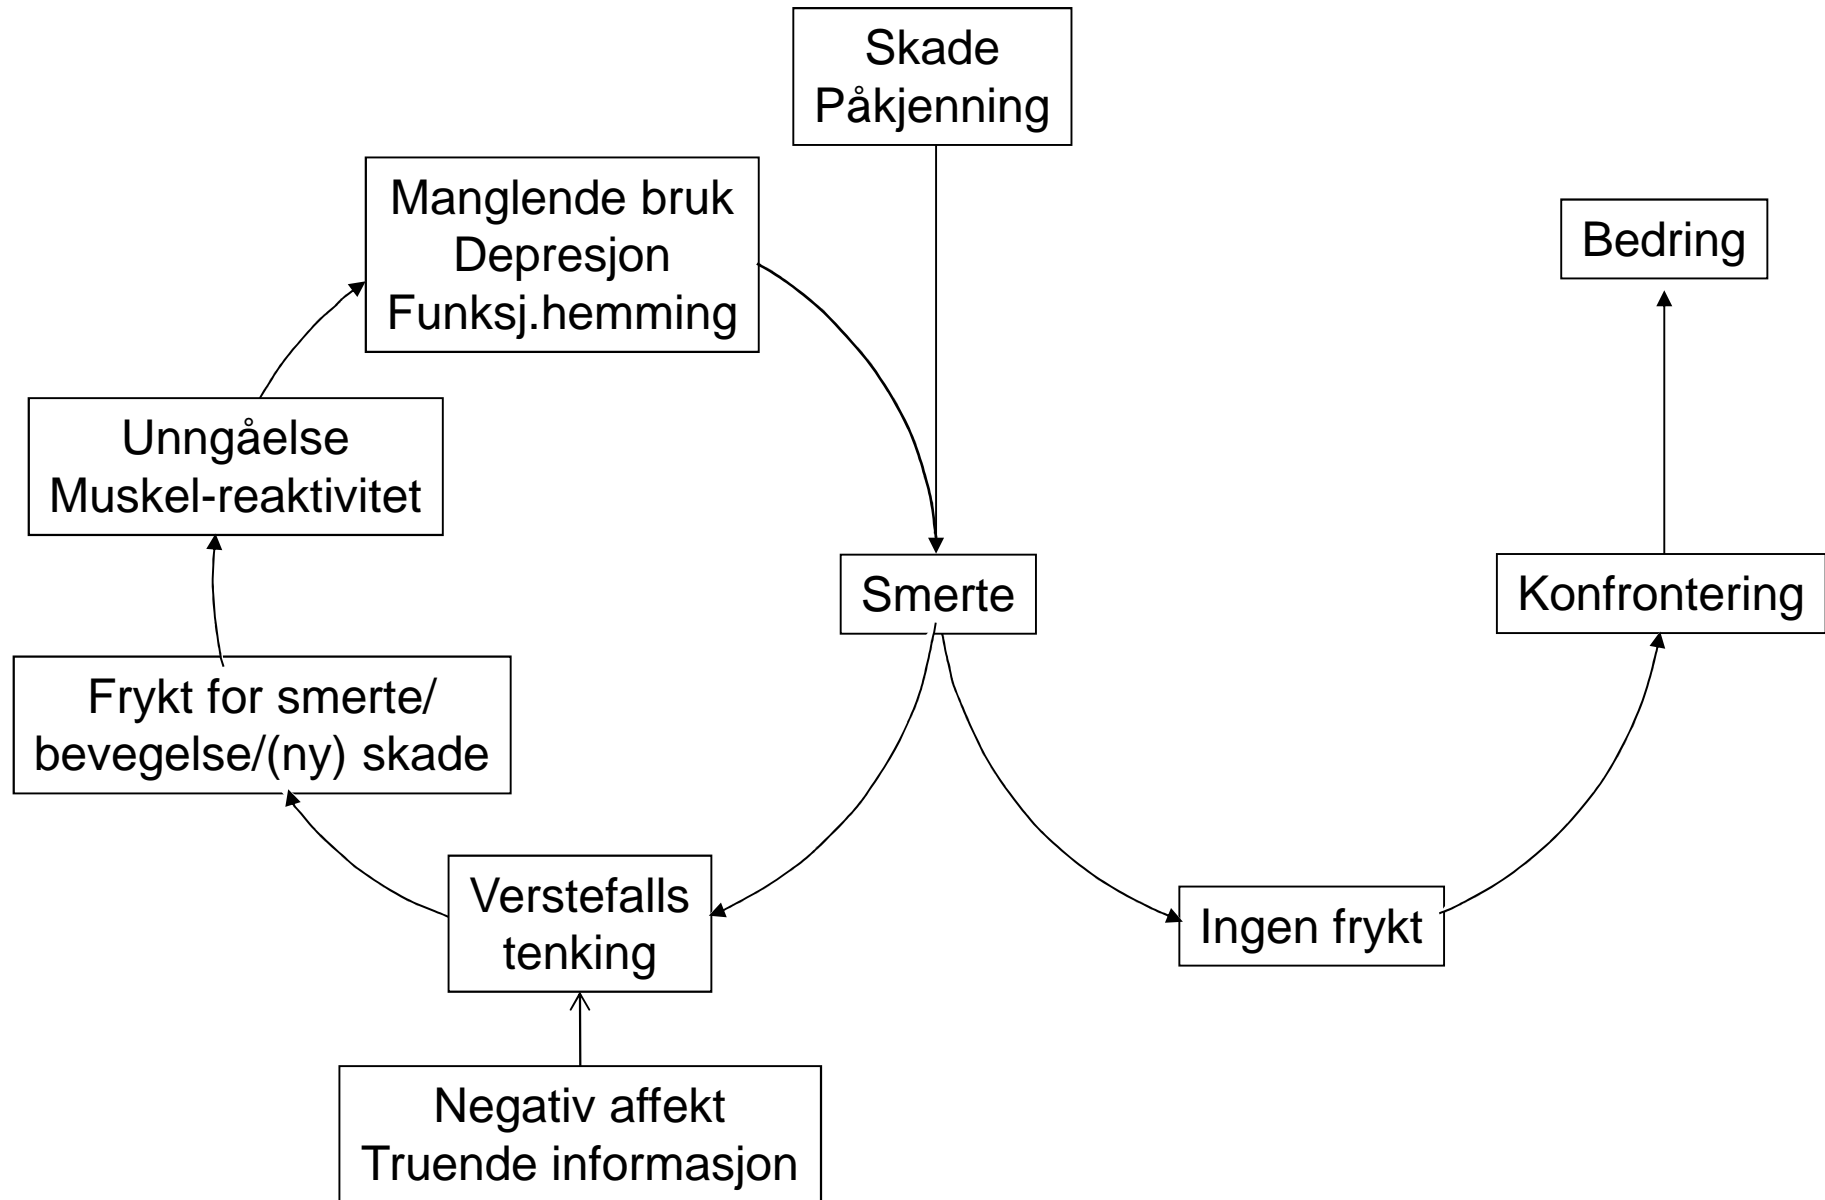 Skade
Påkjenning
Manglende bruk
Depresjon
Funksj.hemming
Bedring
Unngåelse
Muskel-reaktivitet
Smerte
Konfrontering
Frykt for smerte/
bevegelse/(ny) skade
Verstefalls
tenking
Ingen frykt
Negativ affekt
Truende informasjon